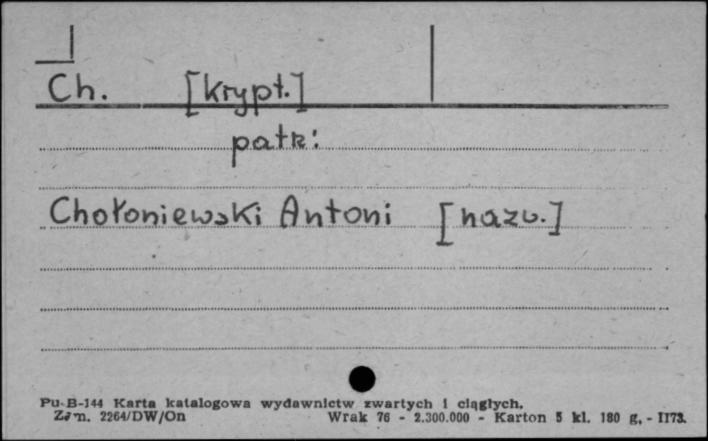 Ch. [krypt.]
patrz:
Chołoniewski Antoni [nazw.]
Pu-B-144 Karta katalogowa wydawnictw zwartych i ciągłych.
Zam. 2264/DW/On Wrak 76 - 2.300.000 - Karton 5 kl. 180 g. - II73.